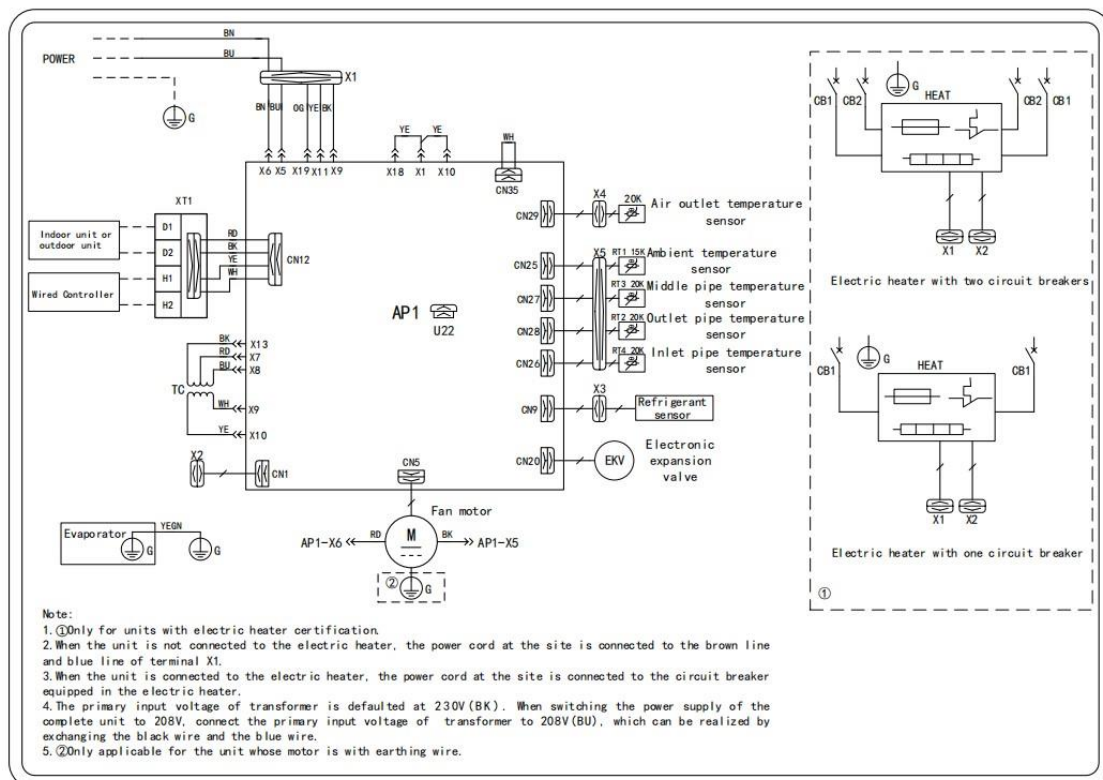 BN
POWER
BU
X1
G
BN BU OG YE BK
X6 X5 X19 X11 X9
YE YE
X18 X1 X10
WH
CN35
XT1
Indoor unit or
outdoor unit
D1
D2
Wired Controller
H1
H2
RD
BK
YE
WH
CN12
AP1
U22
BK X13
RD X7
BU X8
TC
WH X9
YE X10
X2
CN1
CN5
CN29
X4
20K
Air outlet temperature
sensor
X5
CN25
RT1 15K
Ambient temperature
sensor
CN27
RT3 20K
Middle pipe temperature
sensor
CN28
RT2 20K
Outlet pipe temperature
sensor
CN26
RT4 20K
Inlet pipe temperature
sensor
CN9
X3
Refrigerant
sensor
CN20
EKV
Electronic
expansion
valve
Fan motor
AP1-X6
RD
M
BK
AP1-X5
② G
Evaporator
YEGN
G G
CB1 CB2 G HEAT CB2 CB1
X1 X2
Electric heater with two circuit breakers
CB1 G HEAT CB1
X1 X2
Electric heater with one circuit breaker
①
Note:
1. ①Only for units with electric heater certification.
2. When the unit is not connected to the electric heater, the power cord at the site is connected to the brown line
and blue line of terminal X1.
3. When the unit is connected to the electric heater, the power cord at the site is connected to the circuit breaker
equipped in the electric heater.
4. The primary input voltage of transformer is defaulted at 230V(BK). When switching the power supply of the
complete unit to 208V, connect the primary input voltage of transformer to 208V(BU), which can be realized by
exchanging the black wire and the blue wire.
5. ②Only applicable for the unit whose motor is with earthing wire.